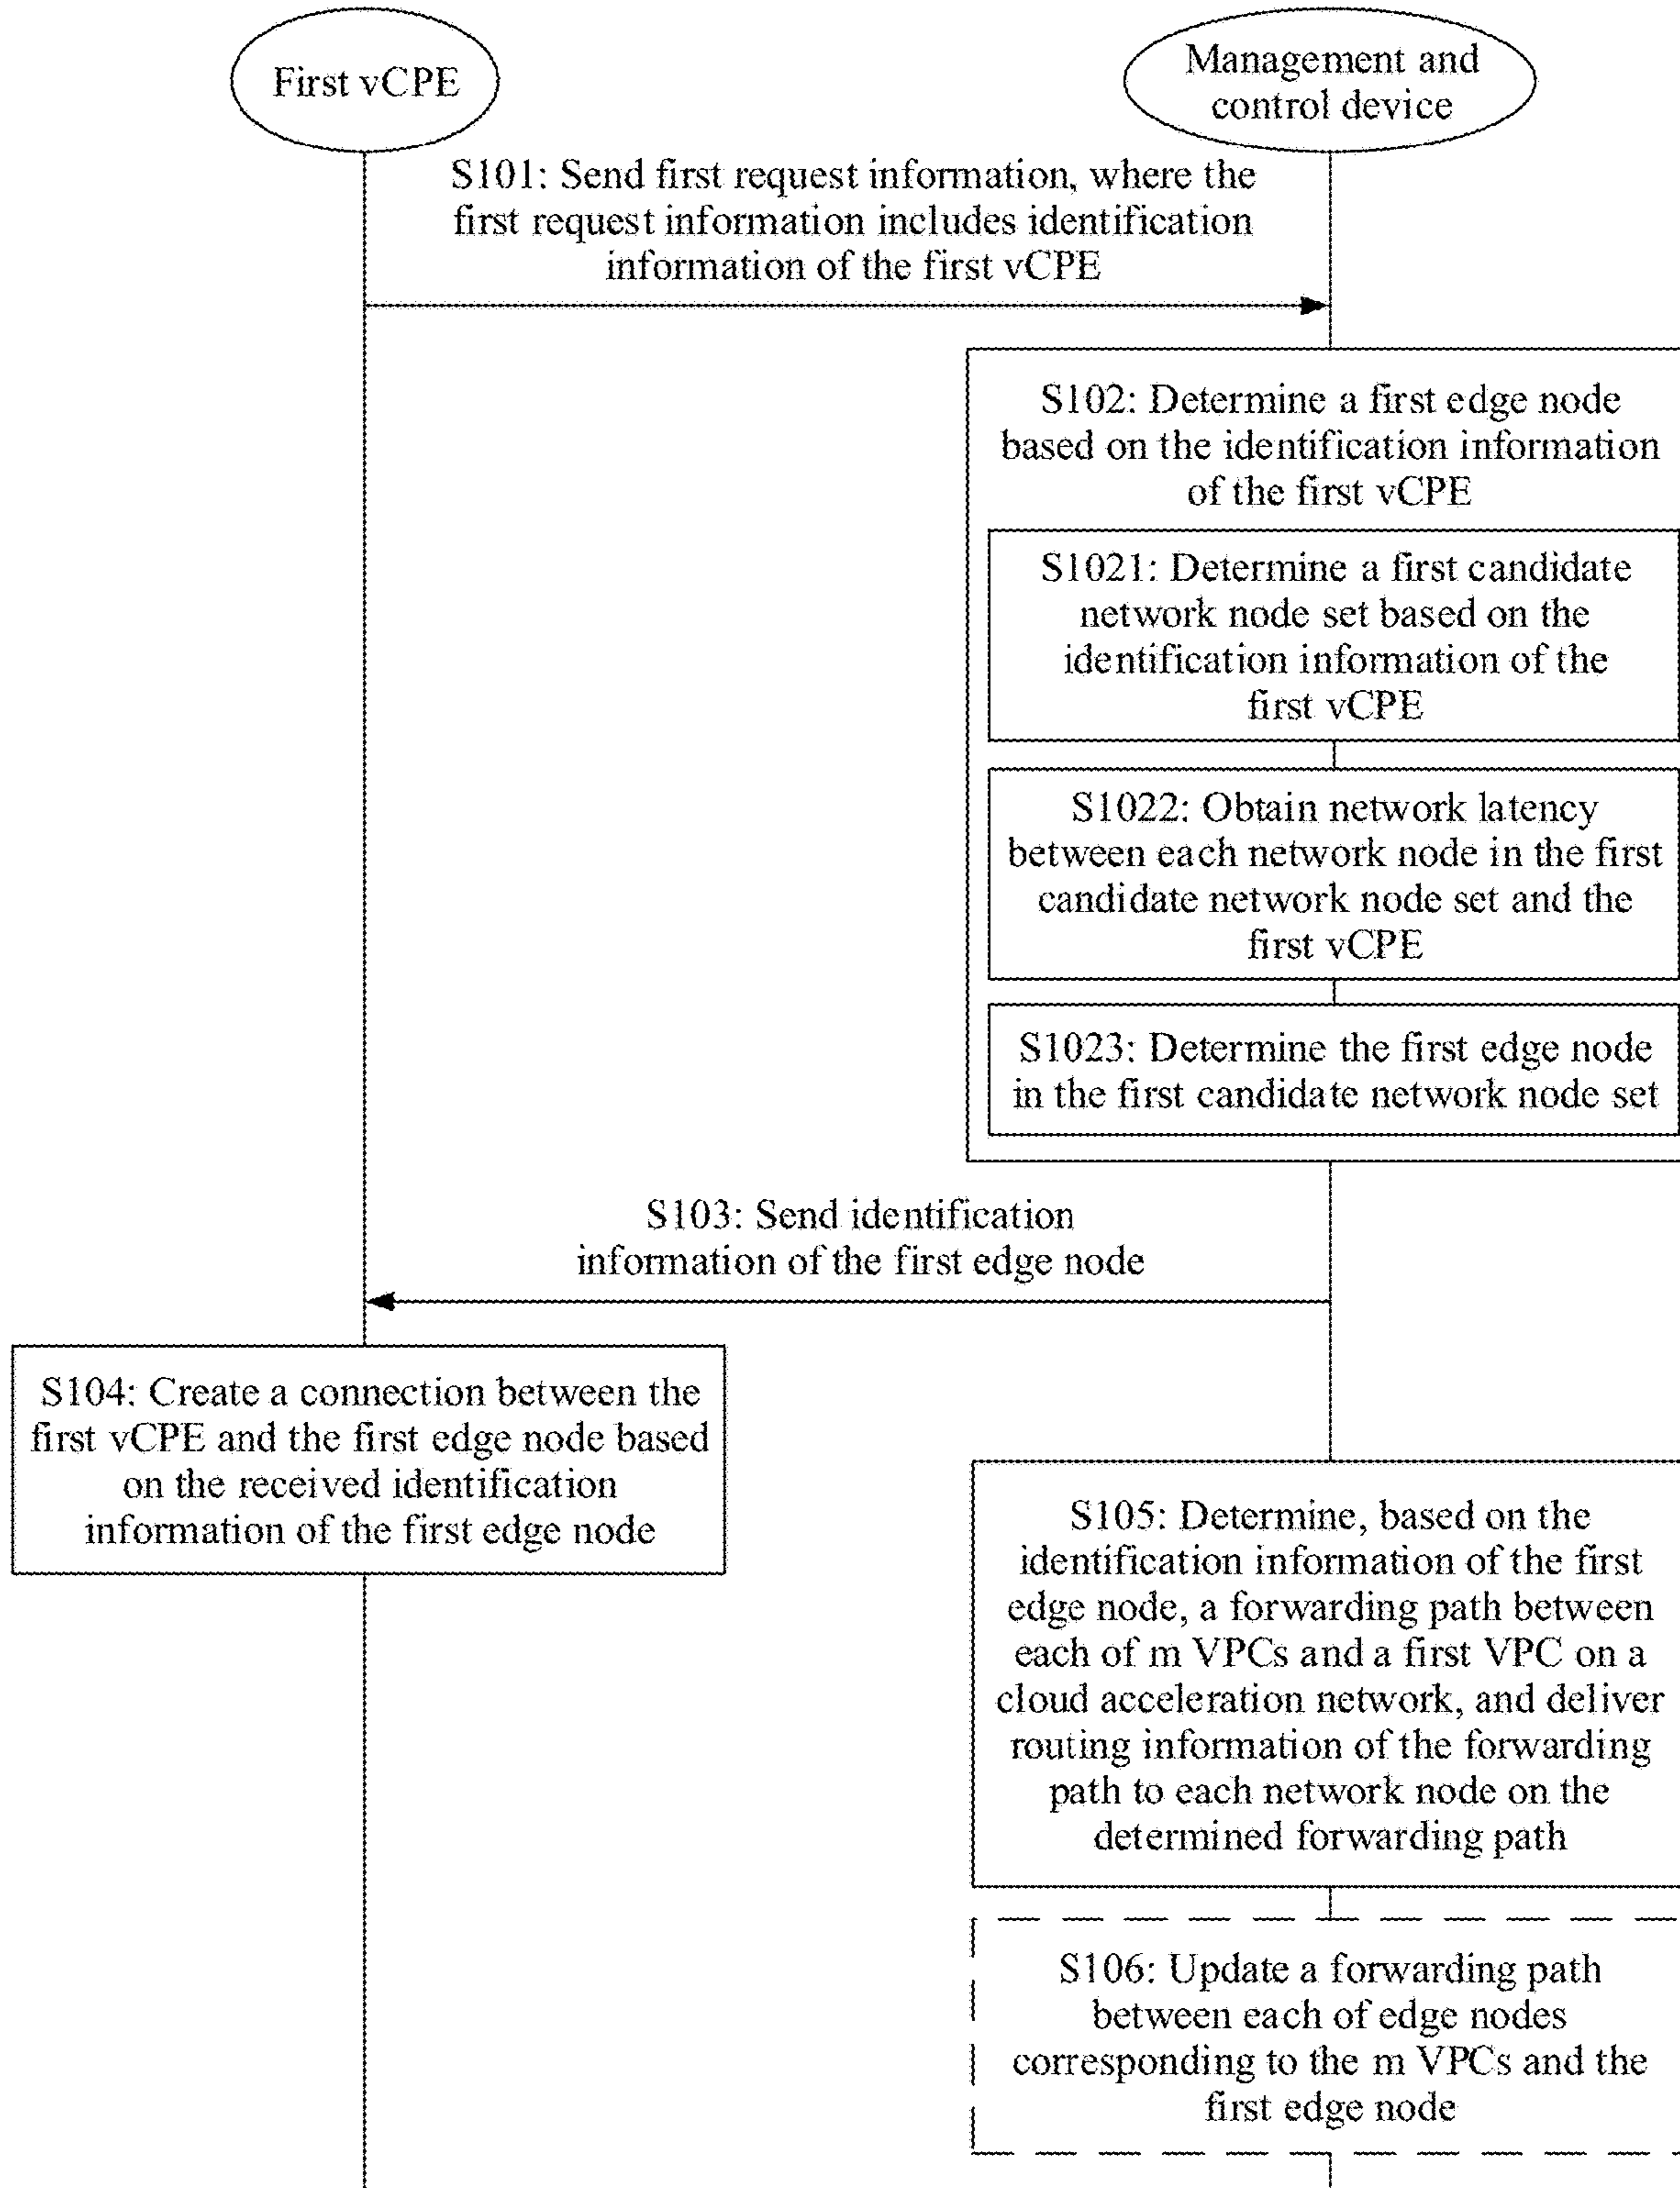 First vCPE
Management and
control device
S101: Send first request information, where the
first request information includes identification
information of the first vCPE
S102: Determine a first edge node
based on the identification information
of the first vCPE
S1021: Determine a first candidate
network node set based on the
identification information of the
first vCPE
S1022: Obtain network latency
between each network node in the first
candidate network node set and the
first vCPE
S1023: Determine the first edge node
in the first candidate network node set
S103: Send identification
information of the first edge node
S104: Create a connection between the
first vCPE and the first edge node based
on the received identification
information of the first edge node
S105: Determine, based on the
identification information of the first
edge node, a forwarding path between
each of m VPCs and a first VPC on a
cloud acceleration network, and deliver
routing information of the forwarding
path to each network node on the
determined forwarding path
S106: Update a forwarding path
between each of edge nodes
corresponding to the m VPCs and the
first edge node